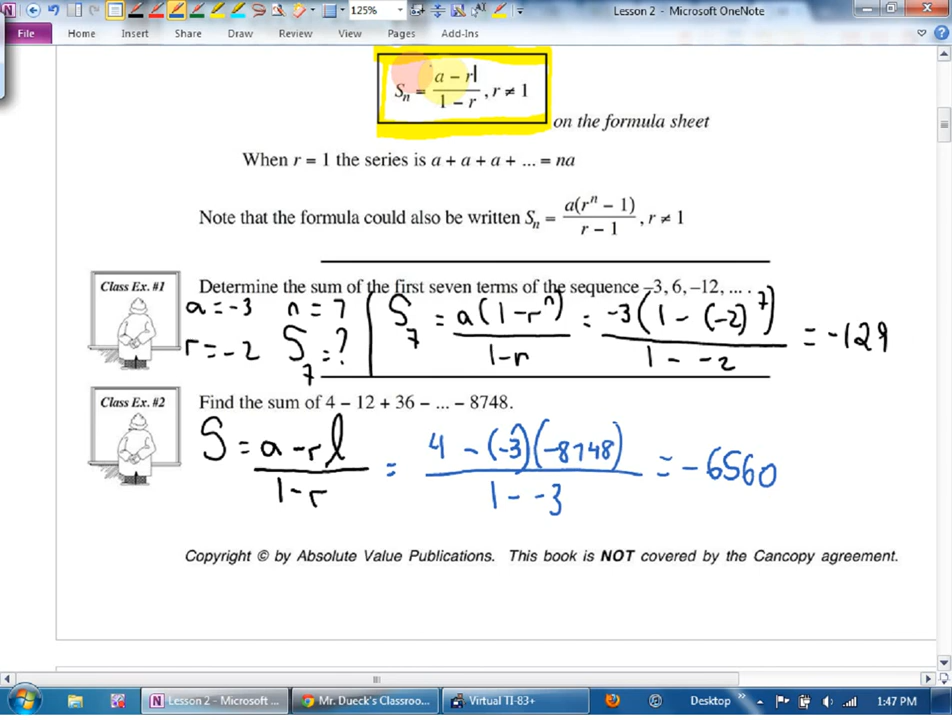 Lesson 2 - Microsoft OneNote
125%
File Home Insert Share Draw Review View Pages Add-Ins
Sn = (a – rl)/(1 – r), r ≠ 1
on the formula sheet
When r = 1 the series is a + a + a + ... = na
Note that the formula could also be written Sn = a(rⁿ – 1)/(r – 1), r ≠ 1
Class Ex. #1 Determine the sum of the first seven terms of the sequence –3, 6, –12, ... .
a = -3 n = 7 S7 = a(1-rⁿ)/(1-r) = -3(1-(-2)⁷)/(1--2) = -129
r = -2 S7 = ?
Class Ex. #2 Find the sum of 4 – 12 + 36 – ... – 8748.
S = (a-rl)/(1-r) = (4-(-3)(-8748))/(1--3) = -6560
Copyright © by Absolute Value Publications. This book is NOT covered by the Cancopy agreement.
Lesson 2 - Microsoft ... Mr. Dueck's Classroo... Virtual TI-83+ Desktop 1:47 PM